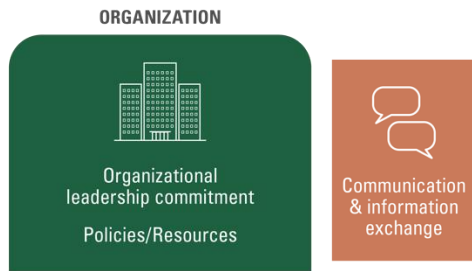 ORGANIZATION
Organizational
leadership commitment
Policies/Resources
Communication
& information
exchange